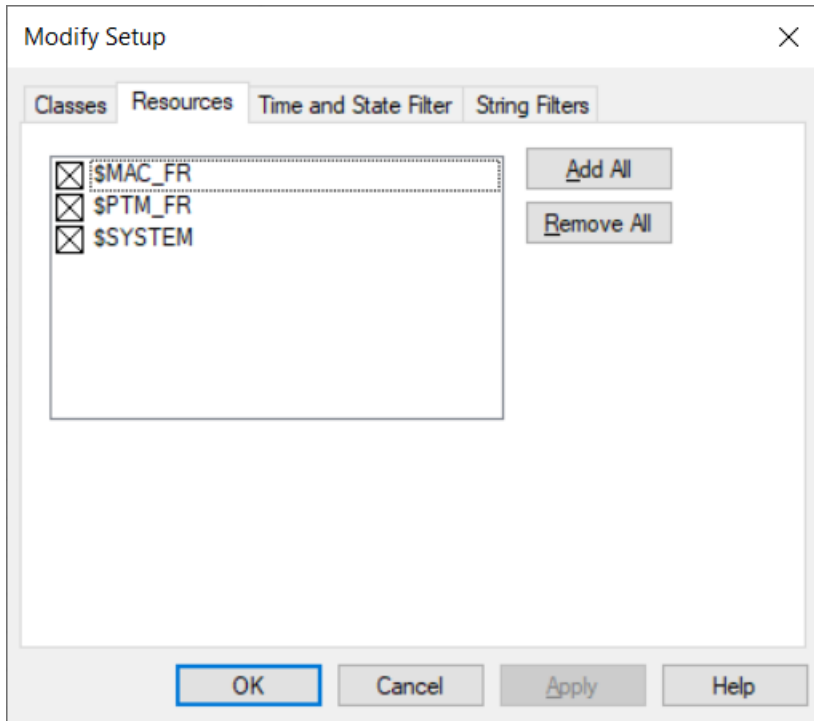 Modify Setup
Classes Resources Time and State Filter String Filters
$MAC_FR Add All
$PTM_FR
Remove All
$SYSTEM
OK Cancel Apply Help